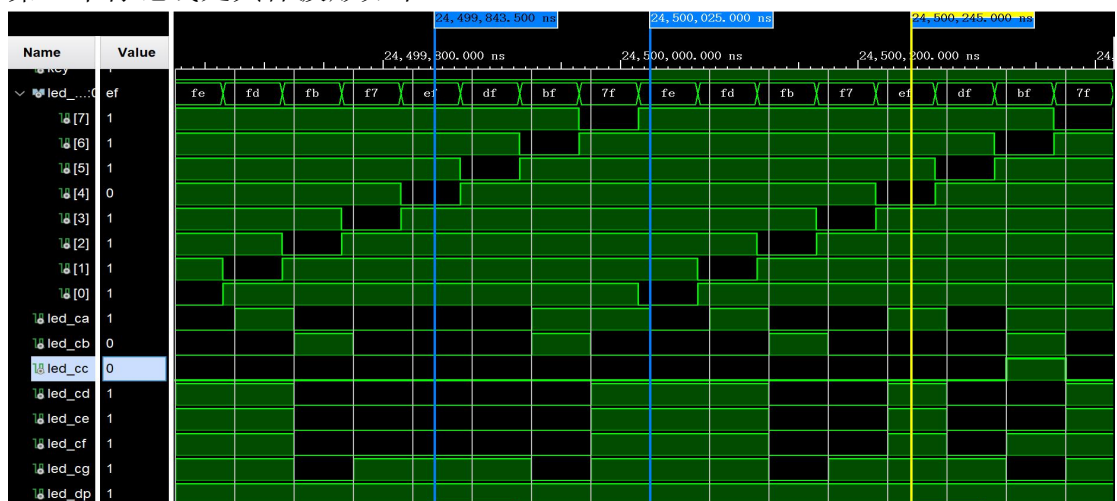 24,499,843.500 ns 24,500,025.000 ns 24,500,245.000 ns
Name Value
24,499,800.000 ns 24,500,000.000 ns 24,500,200.000 ns 24,
led_...:0 ef fe fd fb f7 ef df bf 7f fe fd fb f7 ef df bf 7f
[7] 1
[6] 1
[5] 1
[4] 0
[3] 1
[2] 1
[1] 1
[0] 1
led_ca 1
led_cb 0
led_cc 0
led_cd 1
led_ce 1
led_cf 1
led_cg 1
led_dp 1